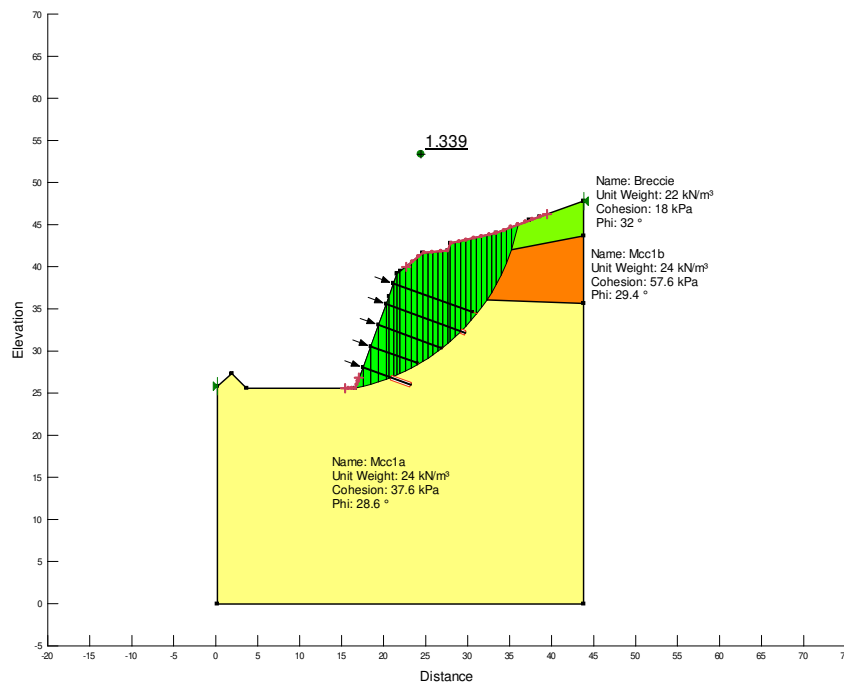 70
65
60
55
50
45
40
35
30
25
20
15
10
5
0
-5
Elevation
1.339
Name: Breccie
Unit Weight: 22 kN/m³
Cohesion: 18 kPa
Phi: 32 °
Name: Mcc1b
Unit Weight: 24 kN/m³
Cohesion: 57.6 kPa
Phi: 29.4 °
Name: Mcc1a
Unit Weight: 24 kN/m³
Cohesion: 37.6 kPa
Phi: 28.6 °
-20 -15 -10 -5 0 5 10 15 20 25 30 35 40 45 50 55 60 65 70
Distance